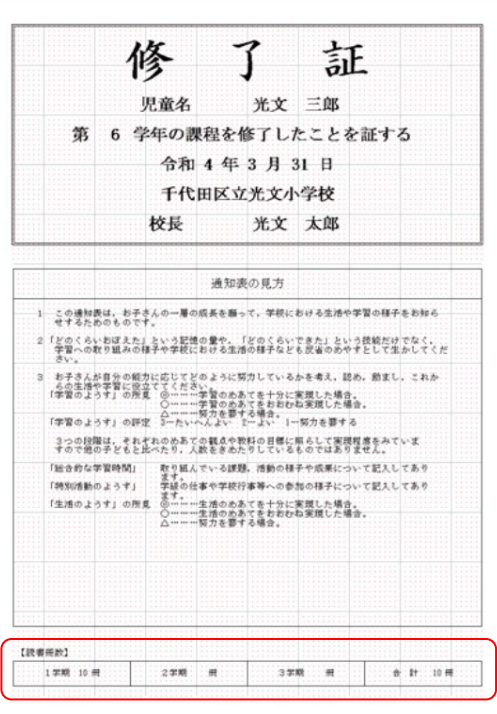 修了証
児童名 光文 三郎
第 6 学年の課程を修了したことを証する
令和 4 年 3 月 31 日
千代田区立光文小学校
校長 光文 太郎
通知表の見方
1 この通知表は、お子さんの一層の成長を願って、学校における生活や学習の様子をお知ら
せするためのものです。
2 「どのくらいおぼえた」という記憶の量や、「どのくらいできた」という技能だけでなく、
学習への取り組みの様子や学校における生活の様子なども反省のめやすとして生かしてくだ
さい。
3 お子さんが自分の能力に応じてどのように努力しているかを考え、認め、励まし、これか
らの生活や学習に役立ててください。
「学習のようす」の所見 ◎………学習のめあてを十分に実現した場合。
○………学習のめあてをおおむね実現した場合。
△………努力を要する場合。
「学習のようす」の評定 3−たいへんよい 2−よい 1−努力を要する
3つの段階は、それぞれのめあての観点や教科の目標に照らして実現程度をみていま
すので他の子どもと比べたり、人数をきめたりしているものではありません。
「総合的な学習時間」 取り組んでいる課題、活動の様子や成果について記入してあり
ます。
「特別活動のようす」 学級の仕事や学校行事等への参加の様子について記入してあり
ます。
「生活のようす」の所見 ◎………生活のめあてを十分に実現した場合。
○………生活のめあてをおおむね実現した場合。
△………努力を要する場合。
【読書冊数】
1学期 10 冊 2学期 冊 3学期 冊 合 計 10 冊